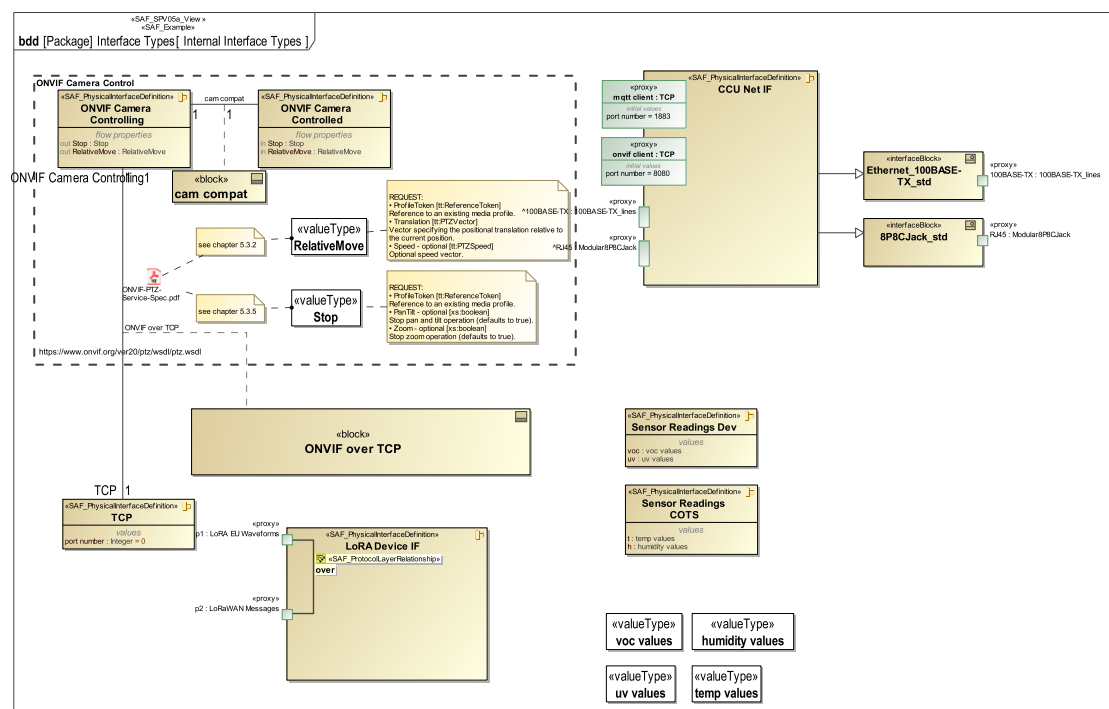 «SAF_SPV05a_View »
«SAF_Example»
bdd [Package] Interface Types[ Internal Interface Types ]
ONVIF Camera Control
«SAF_PhysicalInterfaceDefinition»
ONVIF Camera
Controlling
flow properties
out Stop : Stop
out RelativeMove : RelativeMove
cam compat
1
1
«SAF_PhysicalInterfaceDefinition»
ONVIF Camera
Controlled
flow properties
in Stop : Stop
in RelativeMove : RelativeMove
ONVIF Camera Controlling1
«block»
cam compat
see chapter 5.3.2
«valueType»
RelativeMove
REQUEST:
• ProfileToken [tt:ReferenceToken]
Reference to an existing media profile.
• Translation [tt:PTZVector]
Vector specifying the positional translation relative to
the current position.
• Speed - optional [tt:PTZSpeed]
Optional speed vector.
ONVIF-PTZ-
Service-Spec.pdf
see chapter 5.3.5
«valueType»
Stop
REQUEST:
• ProfileToken [tt:ReferenceToken]
Reference to an existing media profile.
• PanTilt - optional [xs:boolean]
Stop pan and tilt operation (defaults to true).
• Zoom - optional [xs:boolean]
Stop zoom operation (defaults to true).
ONVIF over TCP
https://www.onvif.org/ver20/ptz/wsdl/ptz.wsdl
«block»
ONVIF over TCP
TCP 1
«SAF_PhysicalInterfaceDefinition»
TCP
values
port number : Integer = 0
«proxy»
p1 : LoRA EU Waveforms
«proxy»
p2 : LoRaWAN Messages
«SAF_PhysicalInterfaceDefinition»
LoRA Device IF
«SAF_ProtocolLayerRelationship»
over
«SAF_PhysicalInterfaceDefinition»
CCU Net IF
«proxy»
mqtt client : TCP
initial values
port number = 1883
«proxy»
onvif client : TCP
initial values
port number = 8080
«proxy»
^100BASE-TX : 100BASE-TX_lines
«proxy»
^RJ45 : Modular8P8CJack
«interfaceBlock»
Ethernet_100BASE-
TX_std
«proxy»
100BASE-TX : 100BASE-TX_lines
«interfaceBlock»
8P8CJack_std
«proxy»
RJ45 : Modular8P8CJack
«SAF_PhysicalInterfaceDefinition»
Sensor Readings Dev
values
voc : voc values
uv : uv values
«SAF_PhysicalInterfaceDefinition»
Sensor Readings
COTS
values
t : temp values
h : humidity values
«valueType»
voc values
«valueType»
humidity values
«valueType»
uv values
«valueType»
temp values